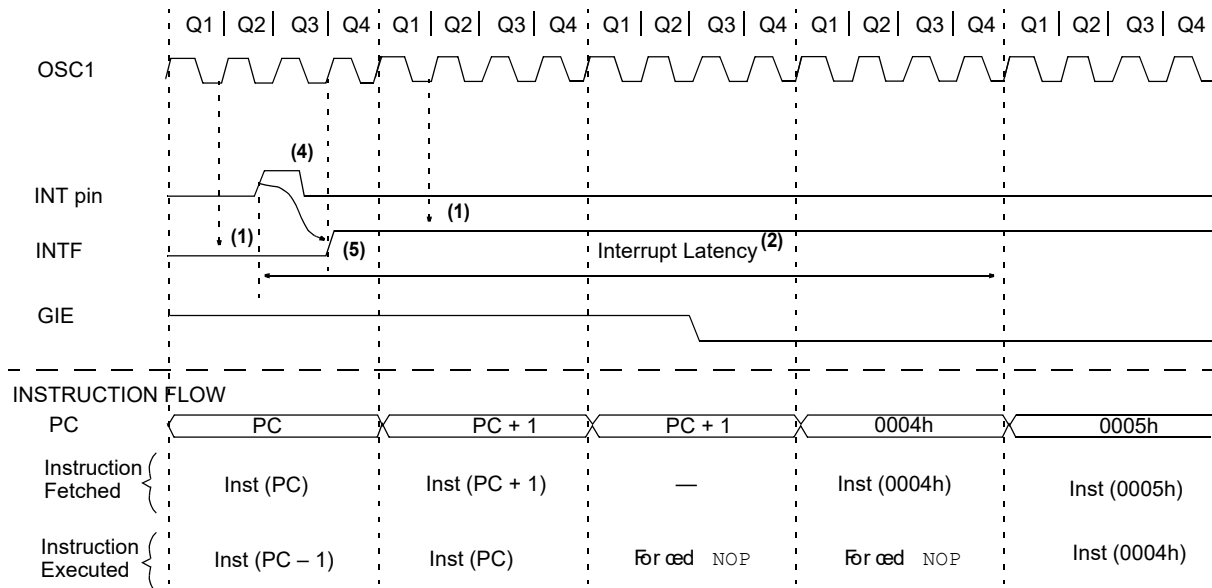 Q1 | Q2 | Q3 | Q4 Q1 | Q2 | Q3 | Q4 Q1 | Q2 | Q3 | Q4 Q1 | Q2 | Q3 | Q4 Q1 | Q2 | Q3 | Q4
OSC1
(4)
INT pin
(1) (1)
INTF (5) Interrupt Latency (2)
GIE
INSTRUCTION FLOW
PC PC PC + 1 PC + 1 0004h 0005h
Instruction Fetched Inst (PC) Inst (PC + 1) — Inst (0004h) Inst (0005h)
Instruction Executed Inst (PC – 1) Inst (PC) Forced NOP Forced NOP Inst (0004h)